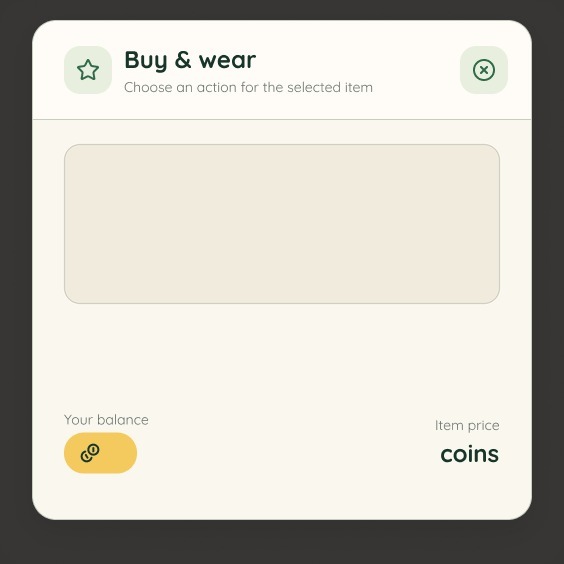 Buy & wear
Choose an action for the selected item
Your balance
Item price
coins